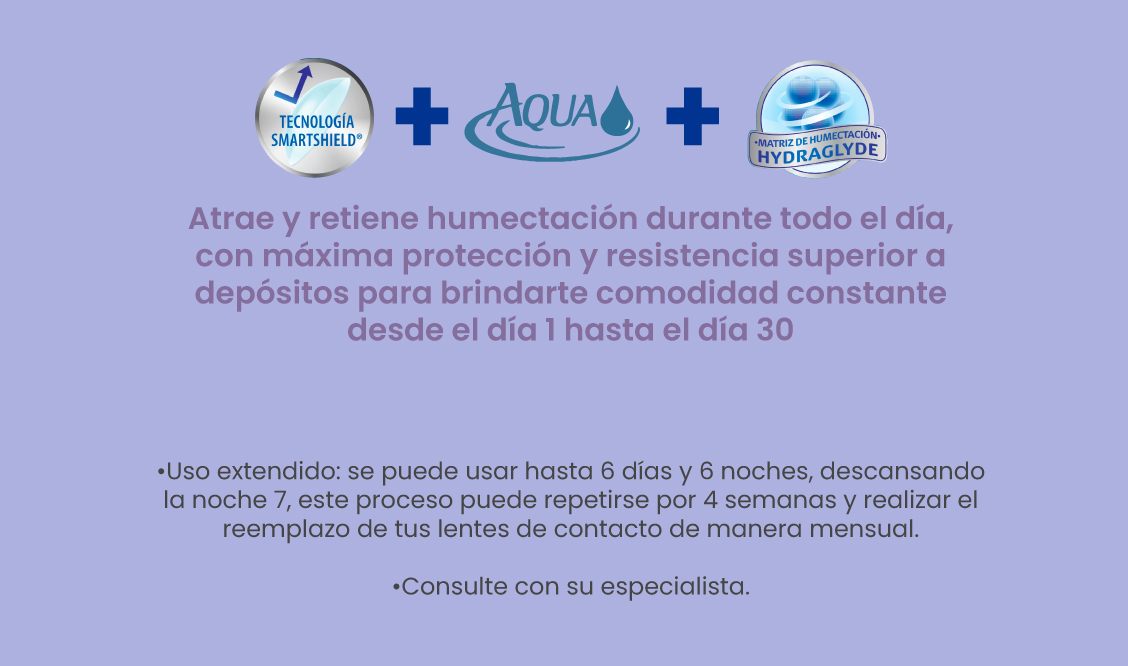 TECNOLOGÍA
SMARTSHIELD®
AQUA
•MATRIZ DE HUMECTACIÓN•
HYDRAGLYDE
Atrae y retiene humectación durante todo el día,
con máxima protección y resistencia superior a
depósitos para brindarte comodidad constante
desde el día 1 hasta el día 30
•Uso extendido: se puede usar hasta 6 días y 6 noches, descansando
la noche 7, este proceso puede repetirse por 4 semanas y realizar el
reemplazo de tus lentes de contacto de manera mensual.
•Consulte con su especialista.